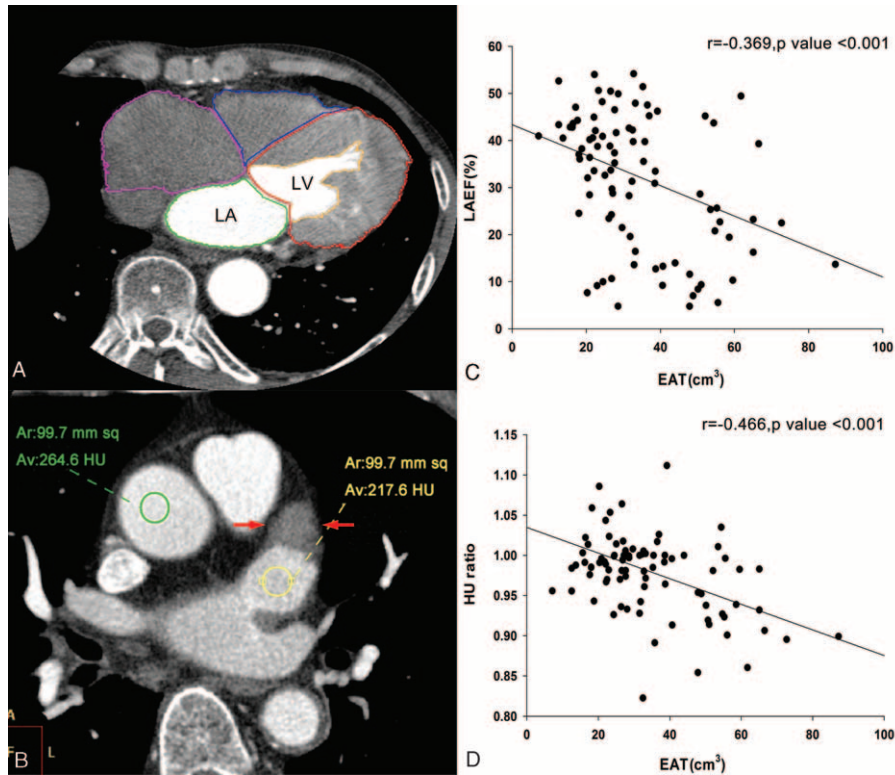 LA
LV
A
Ar:99.7 mm sq
Av:264.6 HU
Ar:99.7 mm sq
Av:217.6 HU
A
F
L
B
r=-0.369,p value <0.001
60
50
40
30
20
10
0
LAEF(%)
0 20 40 60 80 100
EAT(cm³)
C
r=-0.466,p value <0.001
1.15
1.10
1.05
1.00
0.95
0.90
0.85
0.80
HU ratio
0 20 40 60 80 100
EAT(cm³)
D